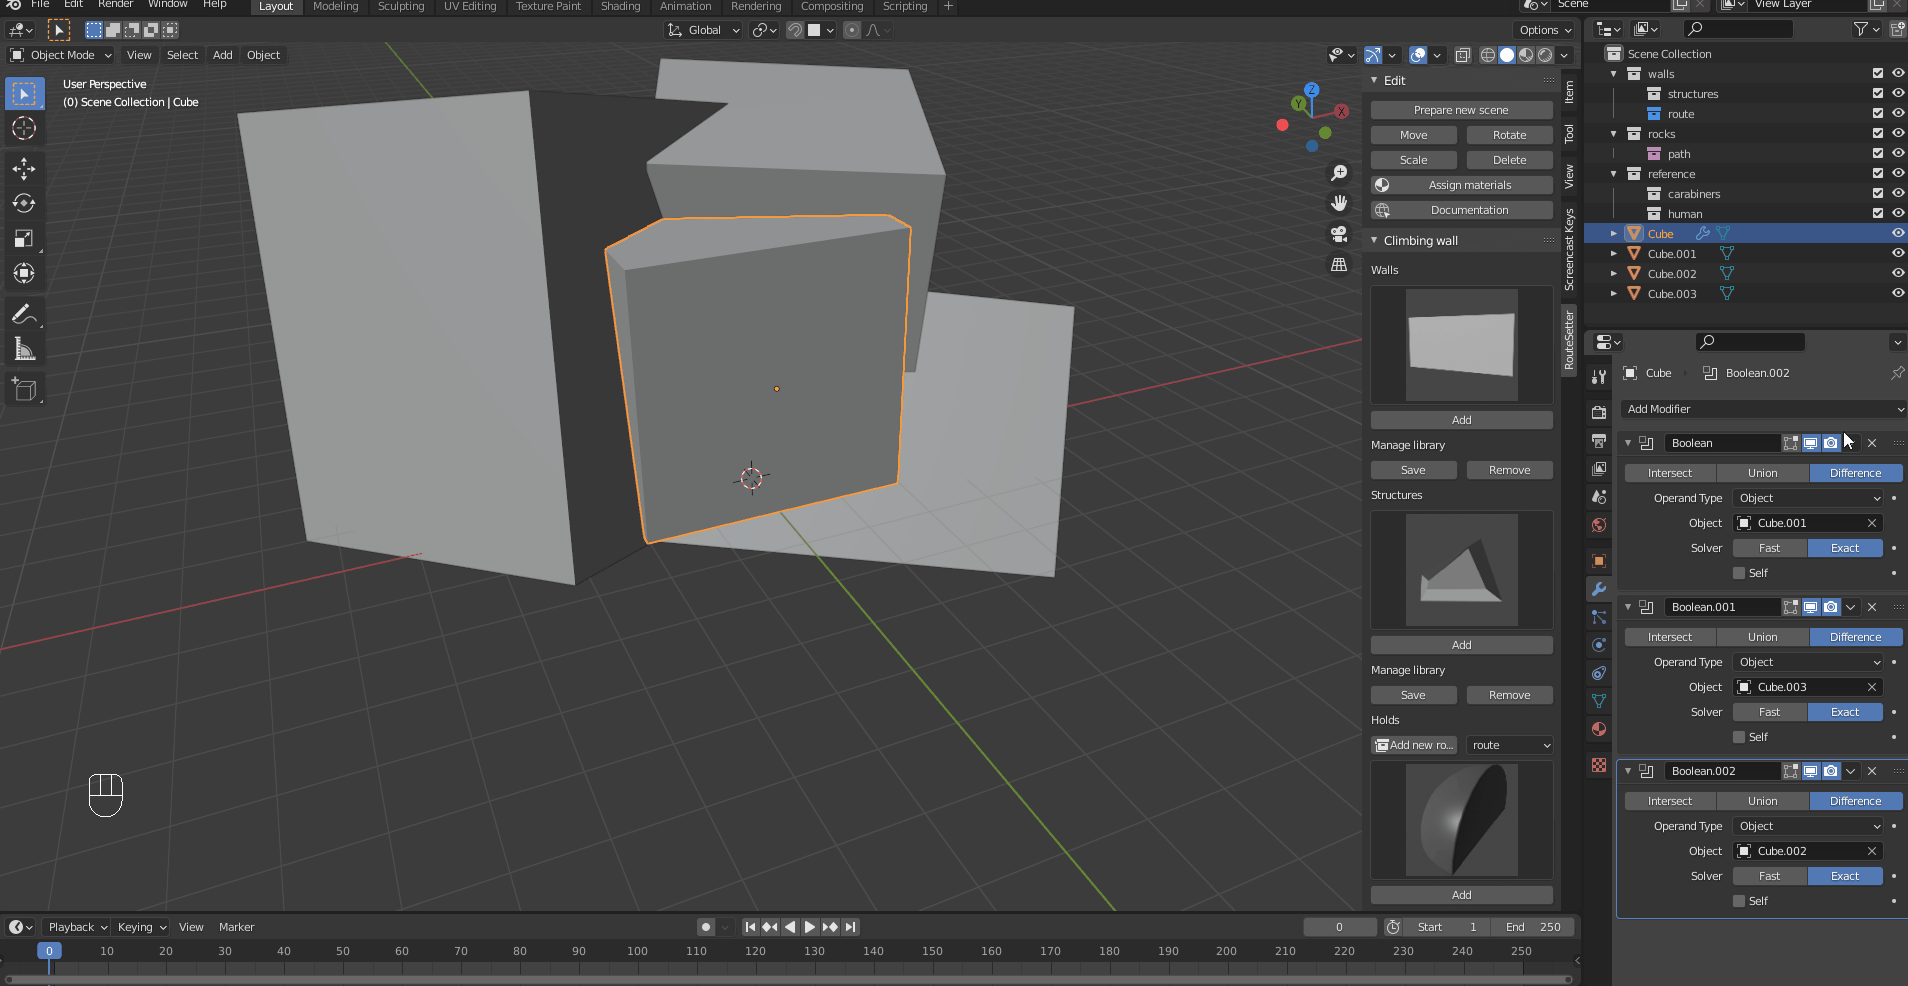 File Edit Render Window Help Layout Modeling Sculpting UV Editing Texture Paint Shading Animation Rendering Compositing Scripting + Scene View Layer
Global Options
Object Mode View Select Add Object
User Perspective
(0) Scene Collection | Cube
Z
Y
X
Edit
Prepare new scene
Move Rotate
Scale Delete
Assign materials
Documentation
Climbing wall
Walls
Add
Manage library
Save Remove
Structures
Add
Manage library
Save Remove
Holds
Add new ro... route
Add
Item
Tool
View
Screencast Keys
RouteSetter
Scene Collection
walls
structures
route
rocks
path
reference
carabiners
human
Cube
Cube.001
Cube.002
Cube.003
Cube Boolean.002
Add Modifier
Boolean
Intersect Union Difference
Operand Type Object
Object Cube.001
Solver Fast Exact
Self
Boolean.001
Intersect Union Difference
Operand Type Object
Object Cube.003
Solver Fast Exact
Self
Boolean.002
Intersect Union Difference
Operand Type Object
Object Cube.002
Solver Fast Exact
Self
Playback Keying View Marker 0 Start 1 End 250
0 10 20 30 40 50 60 70 80 90 100 110 120 130 140 150 160 170 180 190 200 210 220 230 240 250